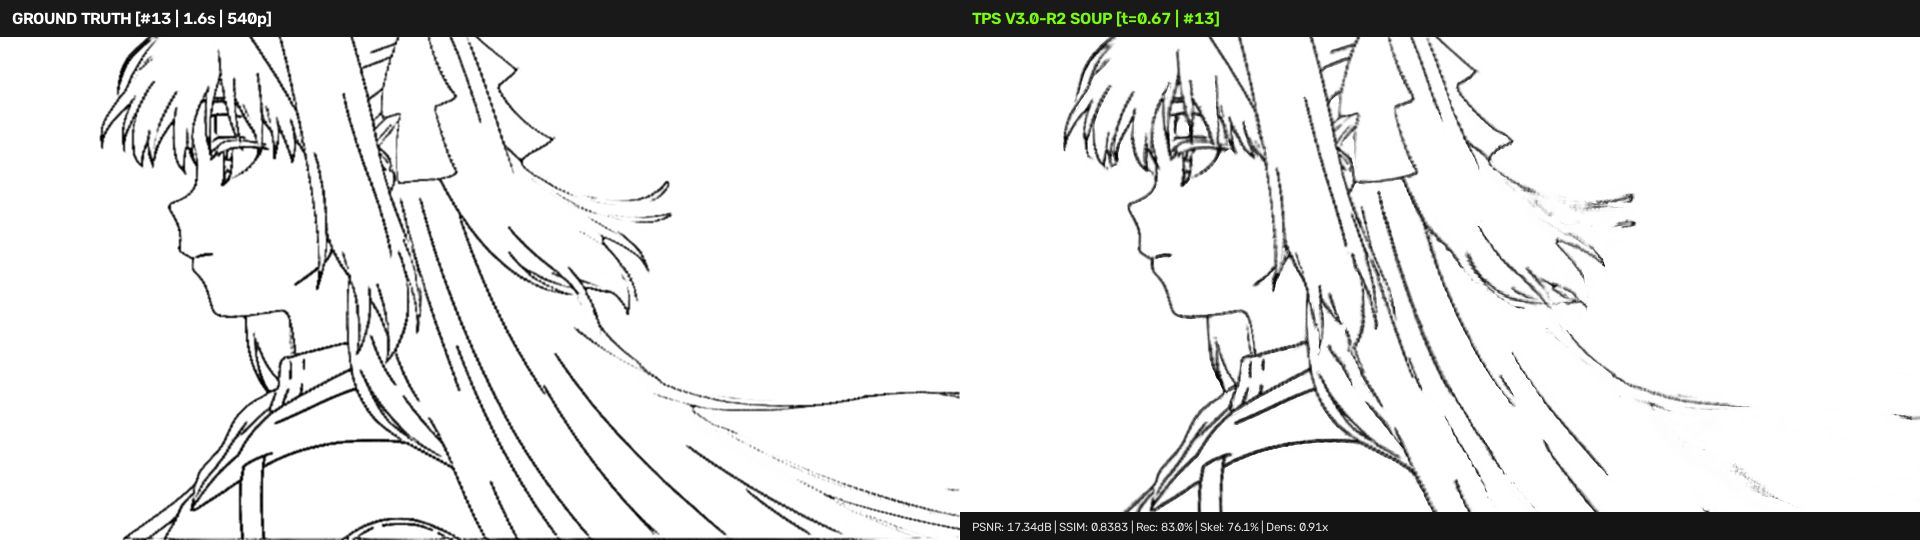 GROUND TRUTH [#13 | 1.6s | 540p]
TPS V3.0-R2 SOUP [t=0.67 | #13]
PSNR: 17.34dB | SSIM: 0.8383 | Rec: 83.0% | Skel: 76.1% | Dens: 0.91x